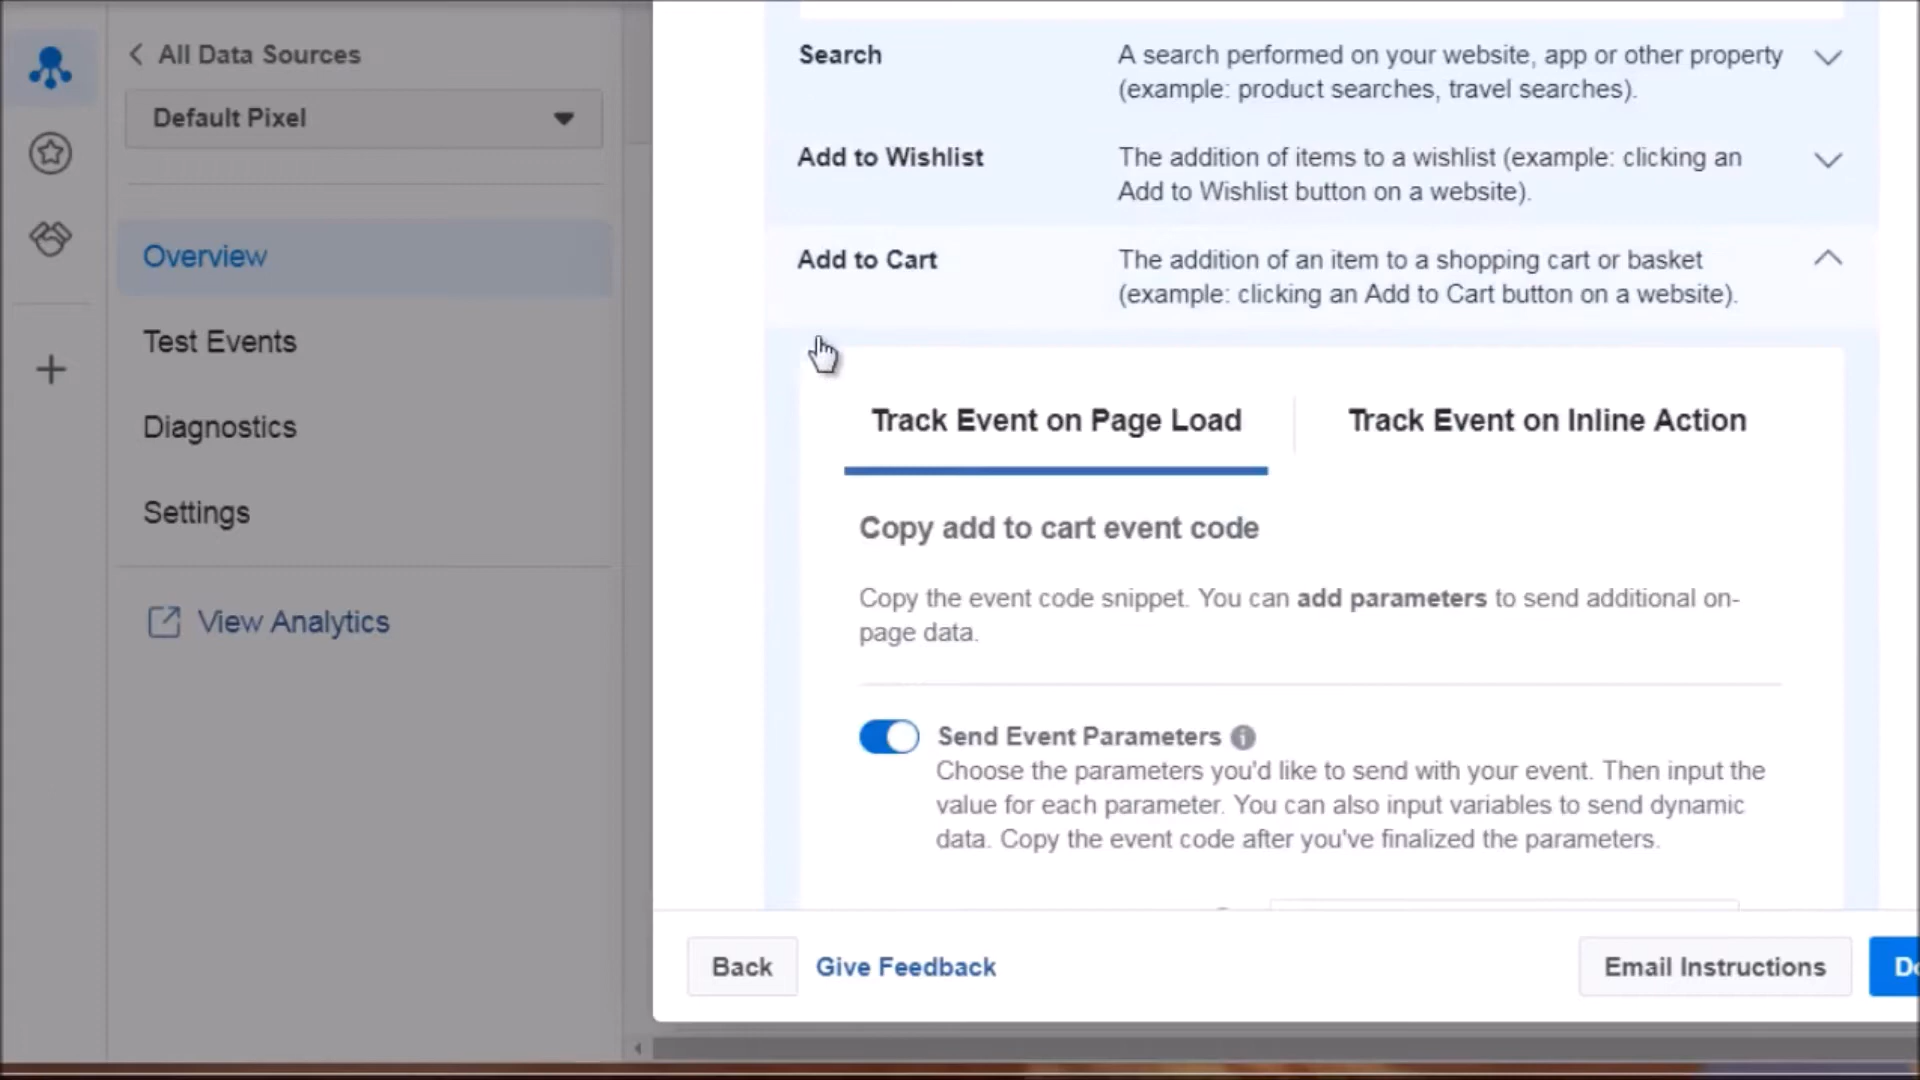 All Data Sources
Default Pixel
Overview
Test Events
Diagnostics
Settings
View Analytics
Search
A search performed on your website, app or other property
(example: product searches, travel searches).
Add to Wishlist
The addition of items to a wishlist (example: clicking an
Add to Wishlist button on a website).
Add to Cart
The addition of an item to a shopping cart or basket
(example: clicking an Add to Cart button on a website).
Track Event on Page Load
Track Event on Inline Action
Copy add to cart event code
Copy the event code snippet. You can add parameters to send additional on-
page data.
Send Event Parameters
Choose the parameters you'd like to send with your event. Then input the
value for each parameter. You can also input variables to send dynamic
data. Copy the event code after you've finalized the parameters.
Back
Give Feedback
Email Instructions